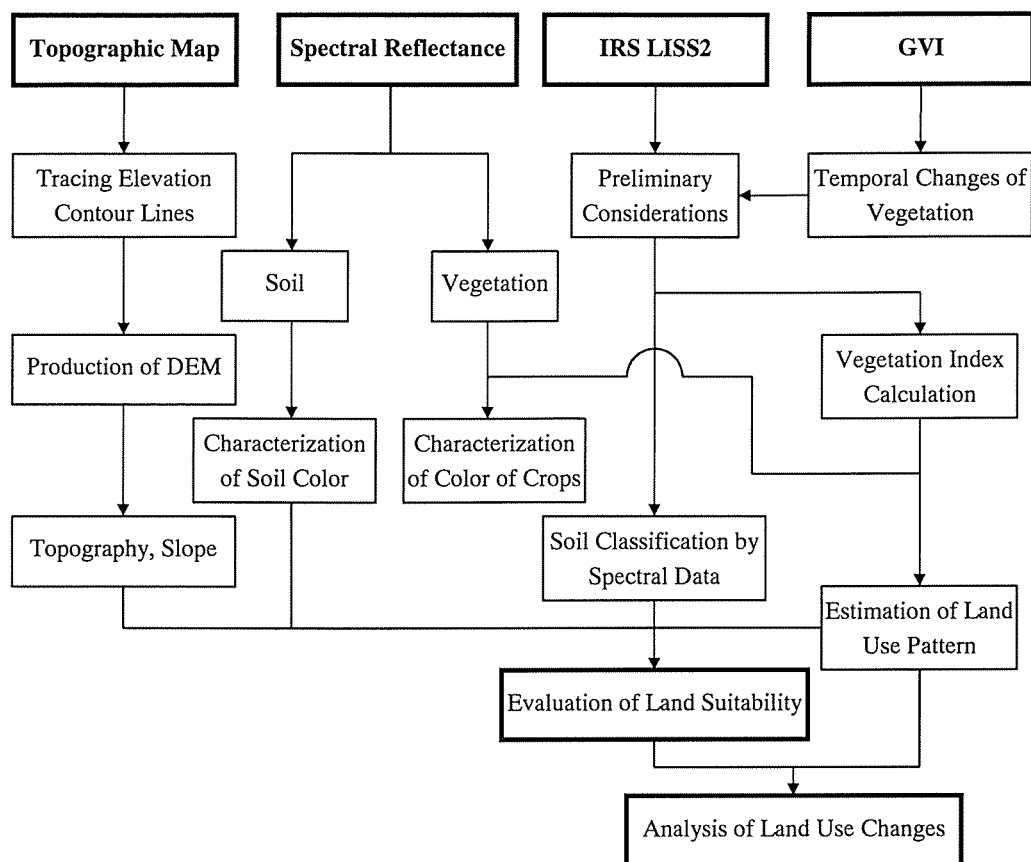 Topographic Map
Spectral Reflectance
IRS LISS2
GVI
Tracing Elevation
Contour Lines
Preliminary
Considerations
Temporal Changes of
Vegetation
Soil
Vegetation
Production of DEM
Vegetation Index
Calculation
Characterization
of Soil Color
Characterization
of Color of Crops
Topography, Slope
Soil Classification by
Spectral Data
Estimation of Land
Use Pattern
Evaluation of Land Suitability
Analysis of Land Use Changes